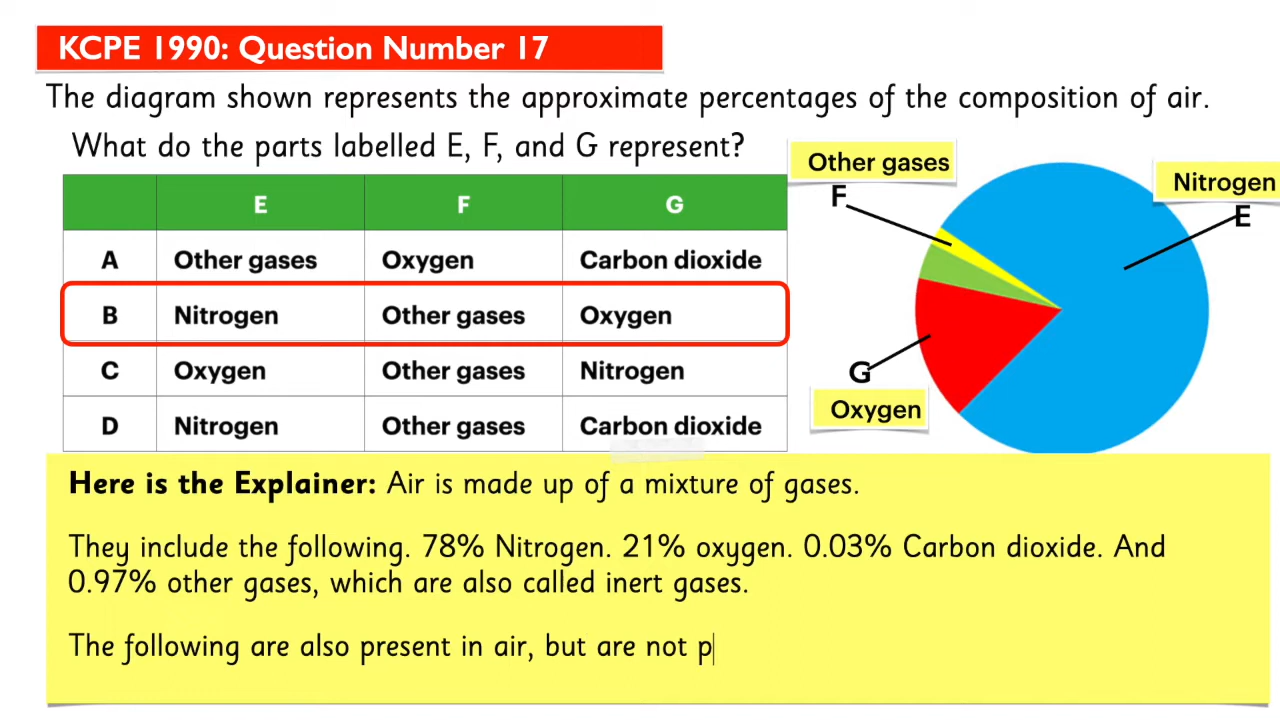 KCPE 1990: Question Number 17
The diagram shown represents the approximate percentages of the composition of air.
What do the parts labelled E, F, and G represent?
E F G
A Other gases Oxygen Carbon dioxide
B Nitrogen Other gases Oxygen
C Oxygen Other gases Nitrogen
D Nitrogen Other gases Carbon dioxide
Other gases
F
Nitrogen
E
G
Oxygen
Here is the Explainer: Air is made up of a mixture of gases.
They include the following. 78% Nitrogen. 21% oxygen. 0.03% Carbon dioxide. And
0.97% other gases, which are also called inert gases.
The following are also present in air, but are not p